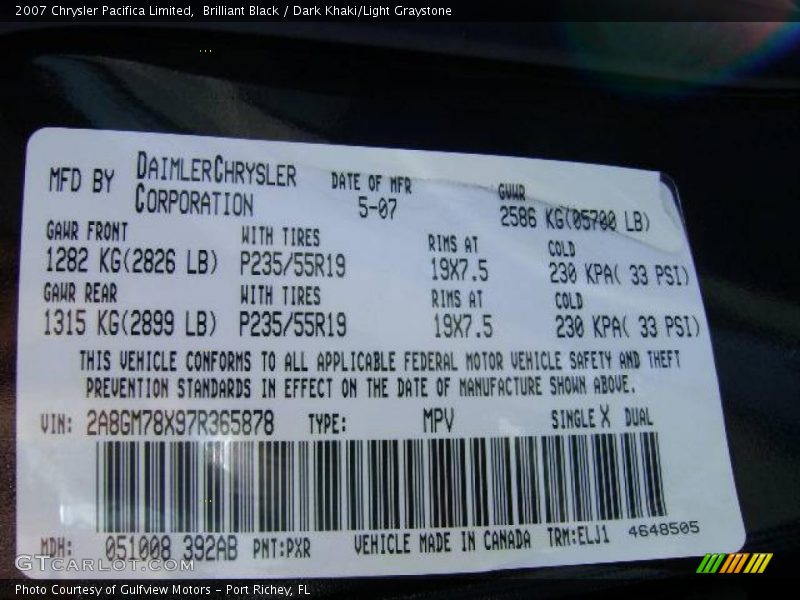 2007 Chrysler Pacifica Limited,  Brilliant Black / Dark Khaki/Light Graystone
MFD BY DAIMLERCHRYSLER CORPORATION
DATE OF MFR 5-07
GVWR 2586 KG(05700 LB)
GAWR FRONT WITH TIRES RIMS AT COLD
1282 KG(2826 LB) P235/55R19 19X7.5 230 KPA( 33 PSI)
GAWR REAR WITH TIRES RIMS AT COLD
1315 KG(2899 LB) P235/55R19 19X7.5 230 KPA( 33 PSI)
THIS VEHICLE CONFORMS TO ALL APPLICABLE FEDERAL MOTOR VEHICLE SAFETY AND THEFT
PREVENTION STANDARDS IN EFFECT ON THE DATE OF MANUFACTURE SHOWN ABOVE.
VIN: 2A8GM78X97R365878 TYPE: MPV SINGLE X DUAL
MDH: 051008 392AB PNT:PXR VEHICLE MADE IN CANADA TRM:ELJ1 4648505
GTCARLOT.COM
Photo Courtesy of Gulfview Motors - Port Richey, FL